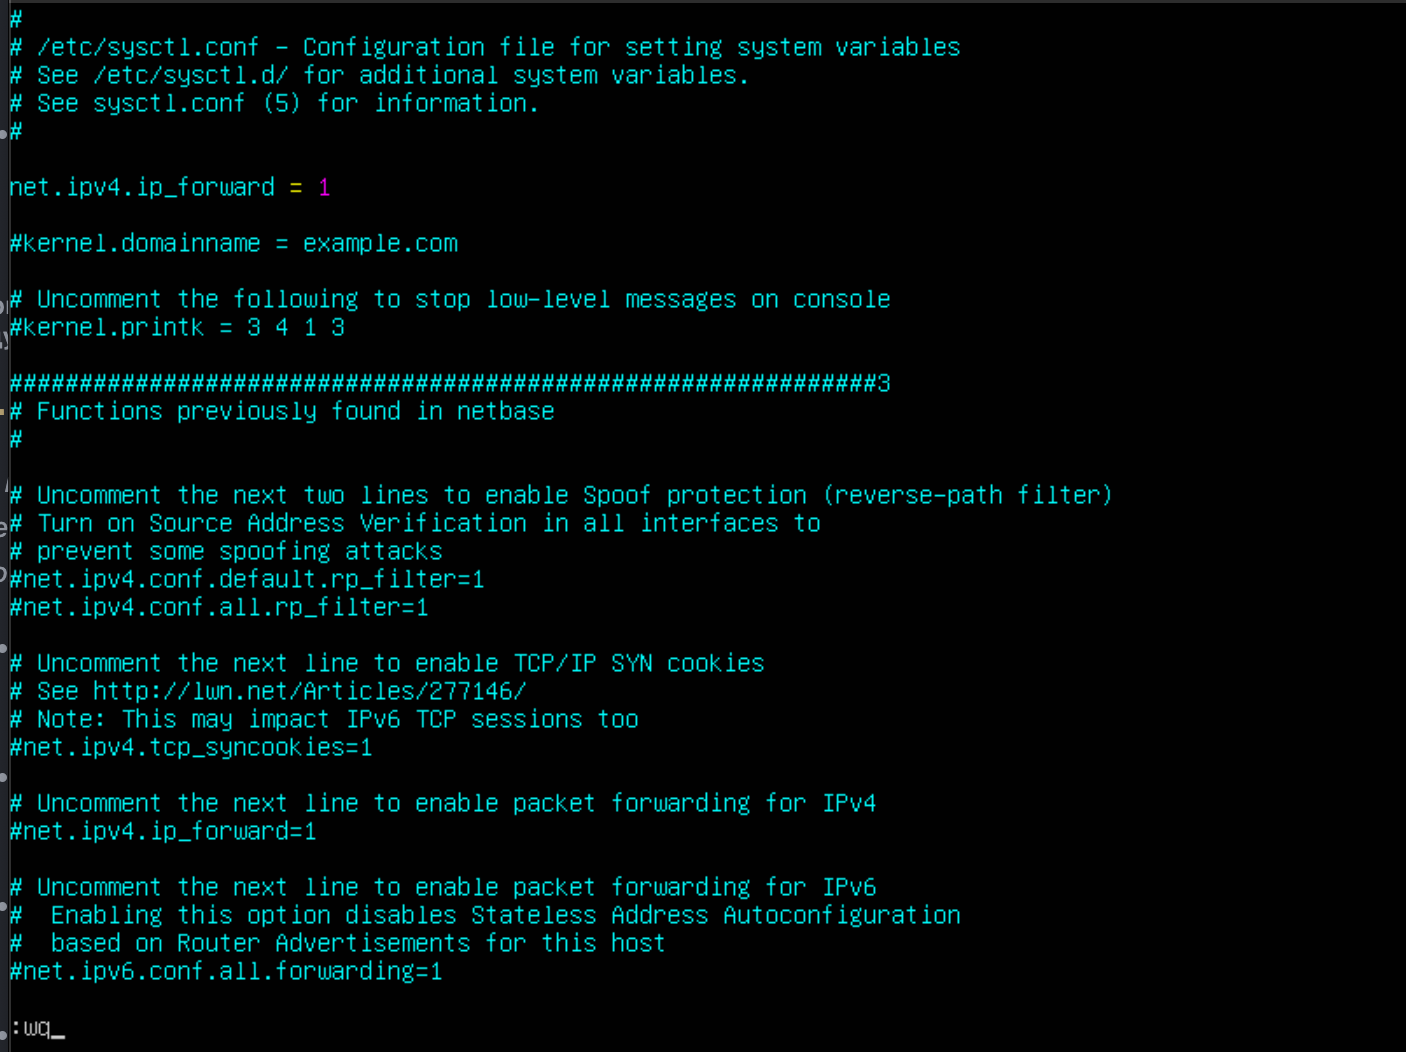 #
# /etc/sysctl.conf - Configuration file for setting system variables
# See /etc/sysctl.d/ for additional system variables.
# See sysctl.conf (5) for information.
#
net.ipv4.ip_forward = 1
#kernel.domainname = example.com
# Uncomment the following to stop low-level messages on console
#kernel.printk = 3 4 1 3
##############################################################3
# Functions previously found in netbase
#
# Uncomment the next two lines to enable Spoof protection (reverse-path filter)
# Turn on Source Address Verification in all interfaces to
# prevent some spoofing attacks
#net.ipv4.conf.default.rp_filter=1
#net.ipv4.conf.all.rp_filter=1
# Uncomment the next line to enable TCP/IP SYN cookies
# See http://lwn.net/Articles/277146/
# Note: This may impact IPv6 TCP sessions too
#net.ipv4.tcp_syncookies=1
# Uncomment the next line to enable packet forwarding for IPv4
#net.ipv4.ip_forward=1
# Uncomment the next line to enable packet forwarding for IPv6
#  Enabling this option disables Stateless Address Autoconfiguration
#  based on Router Advertisements for this host
#net.ipv6.conf.all.forwarding=1
:wq_